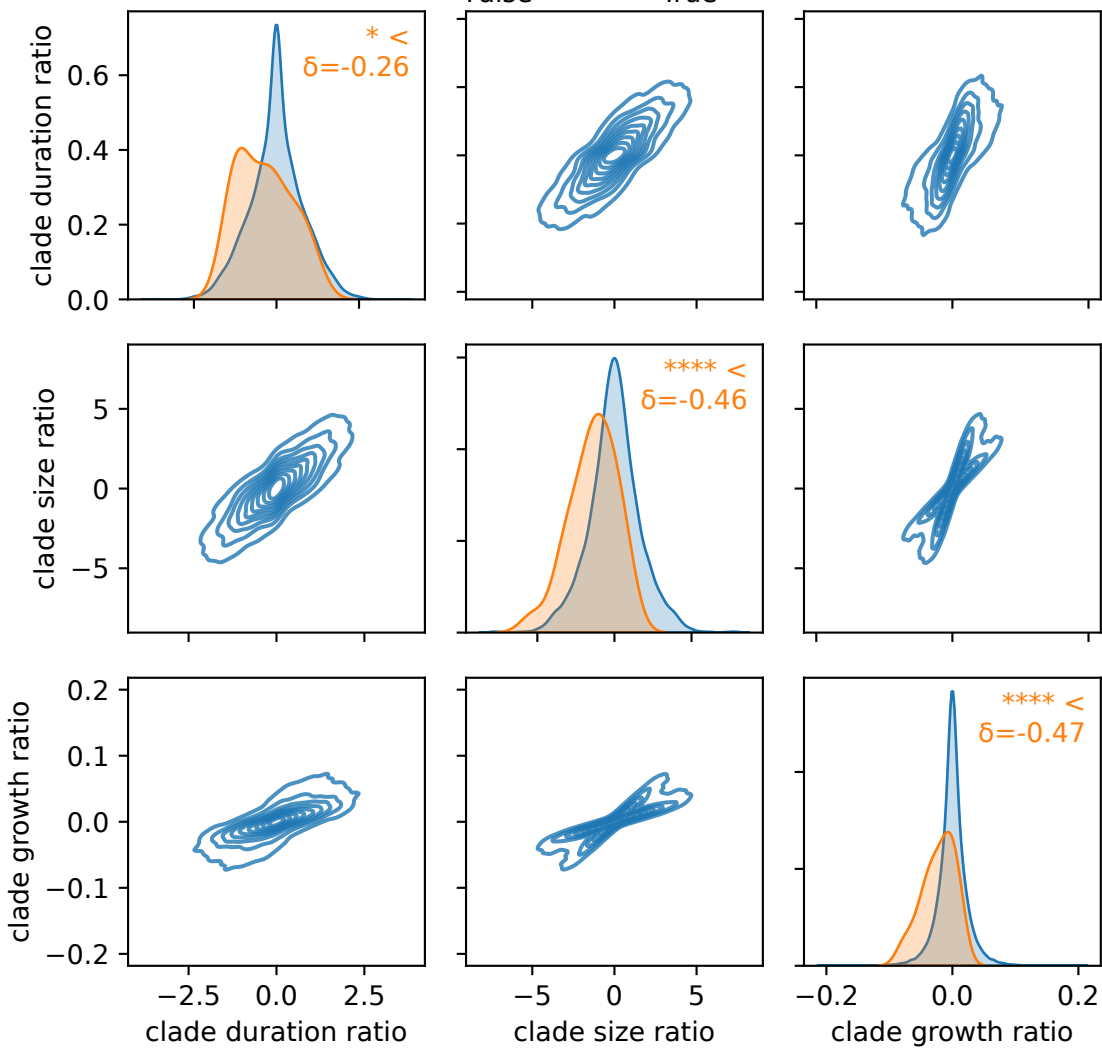 True
clade duration ratio
0.6
0.4
0.2
0.0
* <
δ=-0.26
clade size ratio
5
0
−5
**** <
δ=-0.46
clade growth ratio
0.2
0.1
0.0
−0.1
−0.2
**** <
δ=-0.47
−2.5 0.0 2.5
−5 0 5
−0.2 0.0 0.2
clade duration ratio
clade size ratio
clade growth ratio